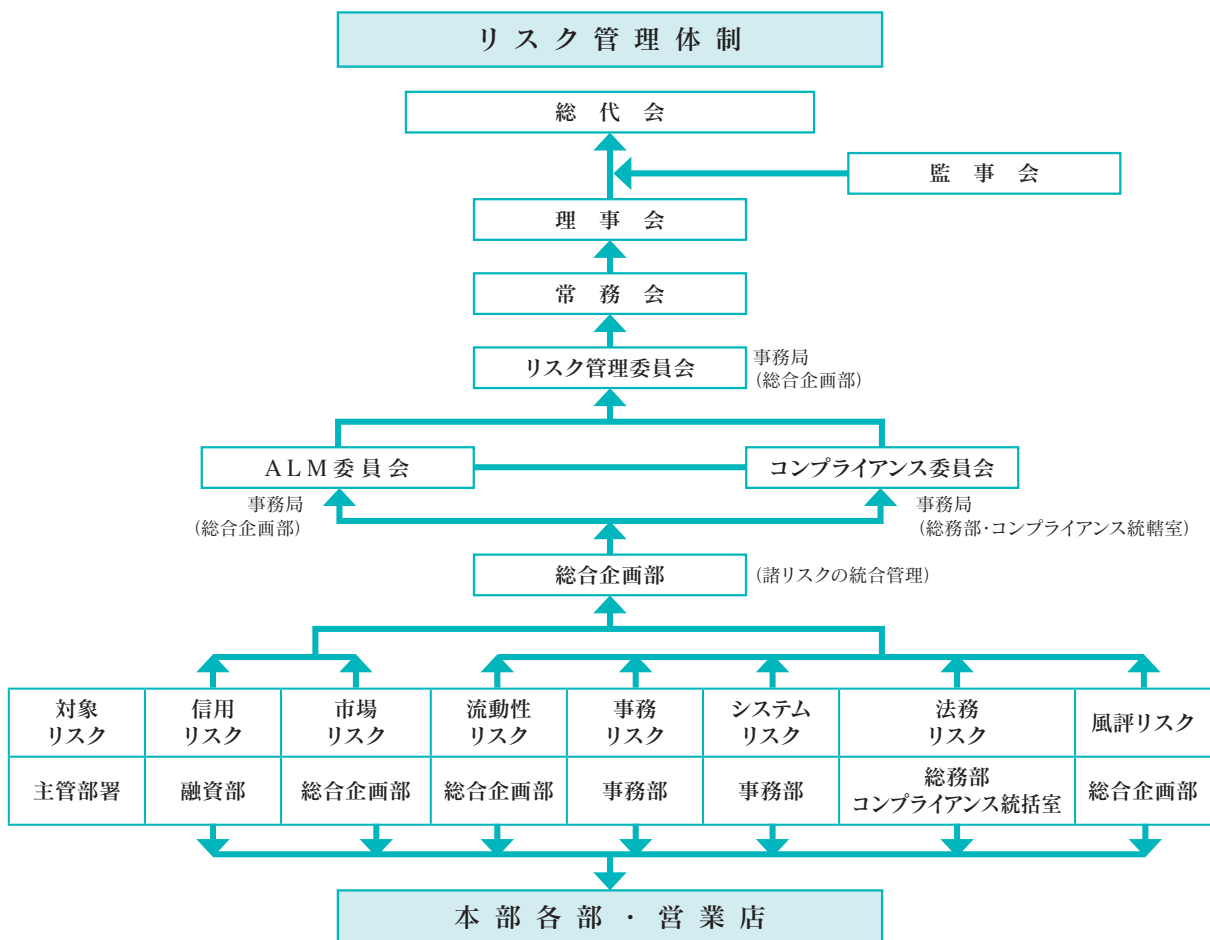 リスク管理体制
総代会
監事会
理事会
常務会
リスク管理委員会
事務局
(総合企画部)
ALM委員会
コンプライアンス委員会
事務局
(総合企画部)
事務局
(総務部・コンプライアンス統轄室)
総合企画部
(諸リスクの統合管理)
対象
リスク
信用
リスク
市場
リスク
流動性
リスク
事務
リスク
システム
リスク
法務
リスク
風評リスク
主管部署
融資部
総合企画部
総合企画部
事務部
事務部
総務部
コンプライアンス統括室
総合企画部
本部各部・営業店